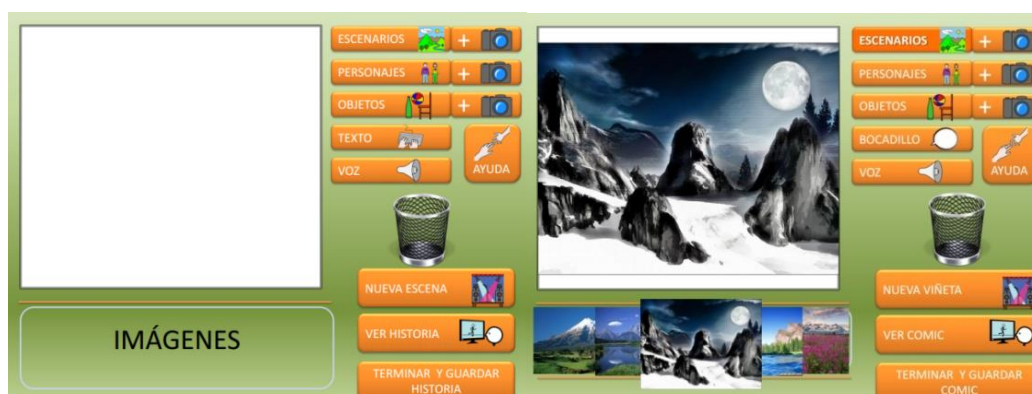 ESCENARIOS +
PERSONAJES +
OBJETOS +
TEXTO
VOZ
AYUDA
NUEVA ESCENA
VER HISTORIA
TERMINAR Y GUARDAR
HISTORIA
IMÁGENES
ESCENARIOS +
PERSONAJES +
OBJETOS +
BOCADILLO
VOZ
AYUDA
NUEVA VIÑETA
VER COMIC
TERMINAR Y GUARDAR
COMIC